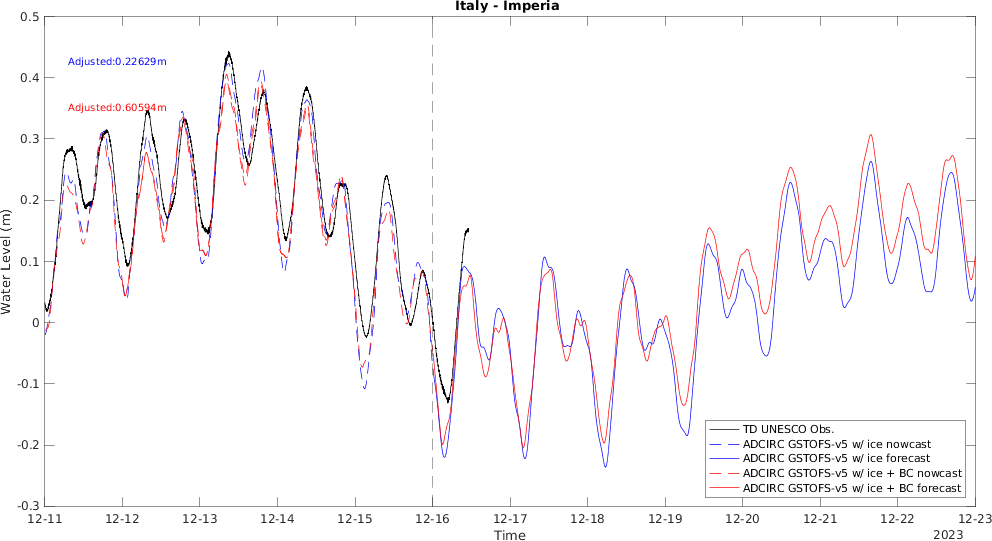 Italy - Imperia
Water Level (m)
0.5
0.4
0.3
0.2
0.1
0
-0.1
-0.2
-0.3
Adjusted:0.22629m
Adjusted:0.60594m
TD UNESCO Obs.
ADCIRC GSTOFS-v5 w/ ice nowcast
ADCIRC GSTOFS-v5 w/ ice forecast
ADCIRC GSTOFS-v5 w/ ice + BC nowcast
ADCIRC GSTOFS-v5 w/ ice + BC forecast
12-11 12-12 12-13 12-14 12-15 12-16 12-17 12-18 12-19 12-20 12-21 12-22 12-23
Time
2023